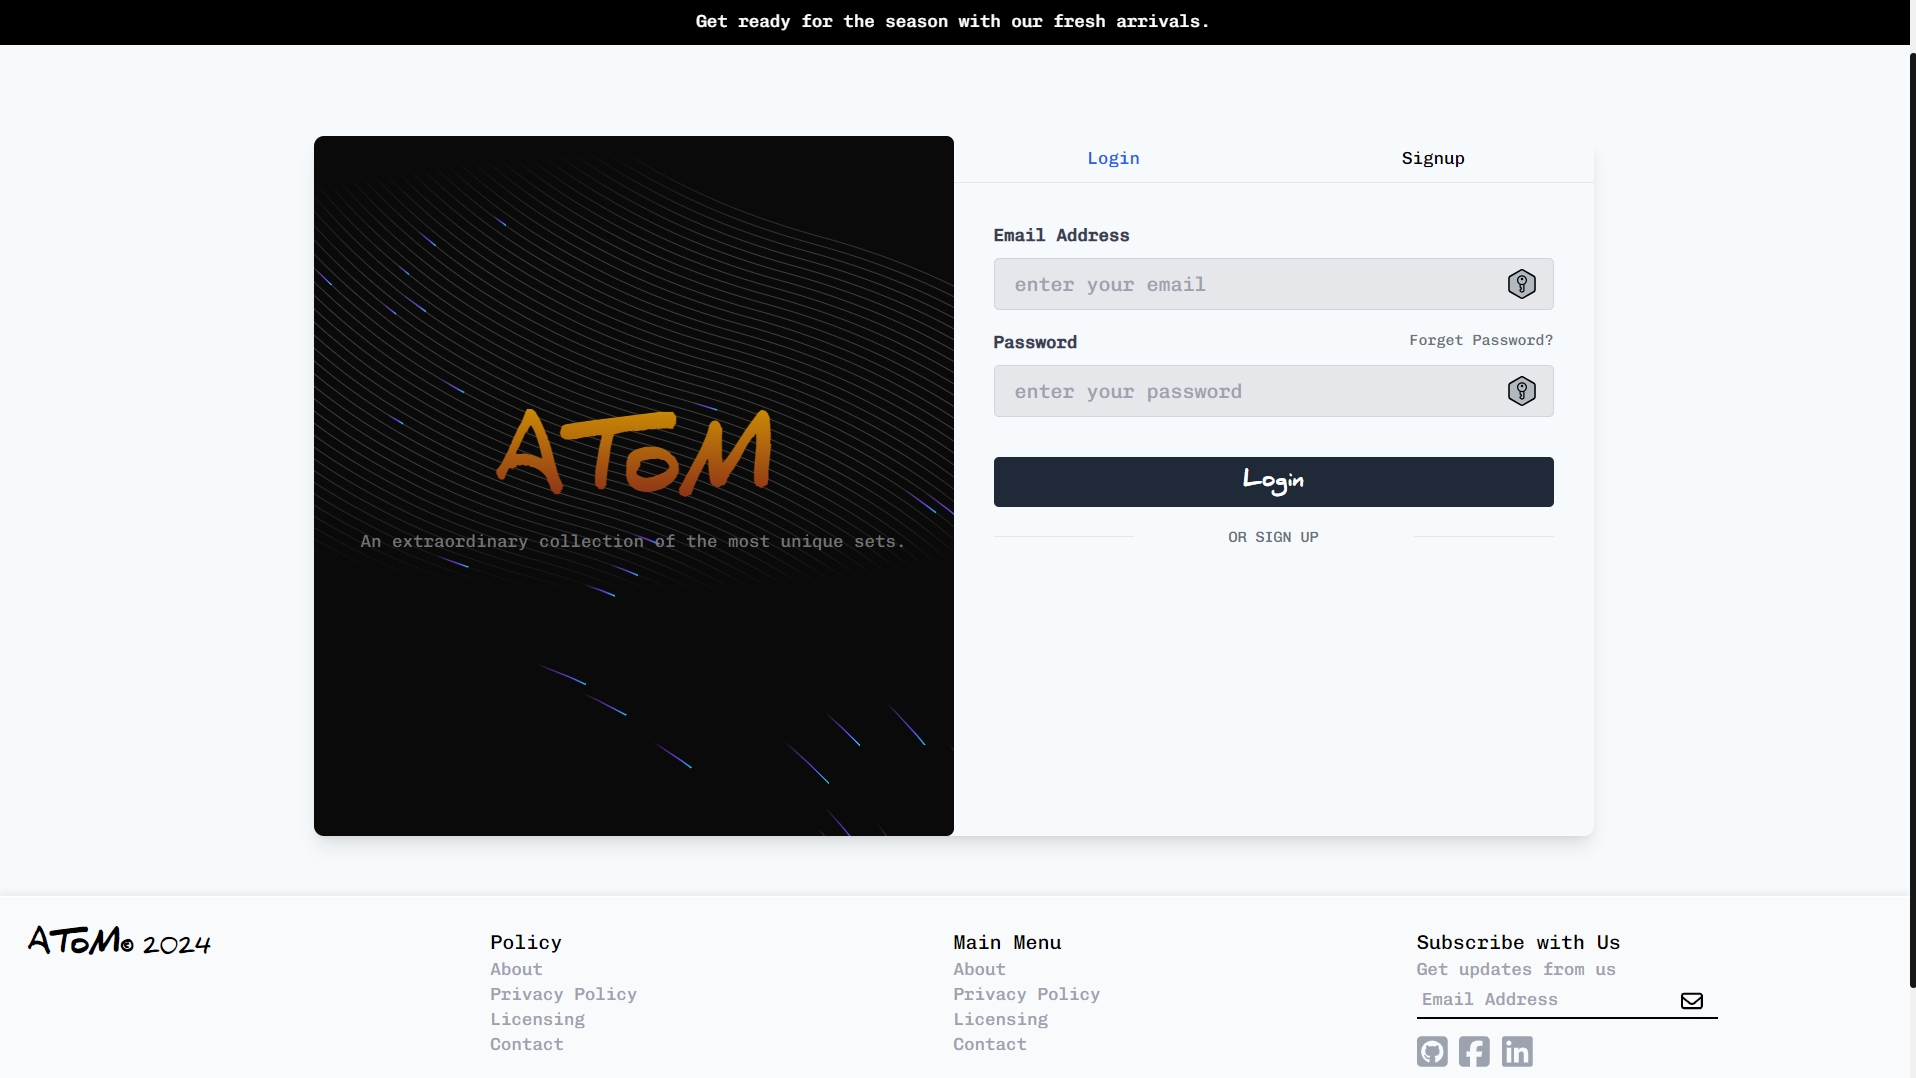 Get ready for the season with our fresh arrivals.
AToM
An extraordinary collection of the most unique sets.
Login
Signup
Email Address
enter your email
Password
Forget Password?
enter your password
Login
OR SIGN UP
AToM© 2024
Policy
About
Privacy Policy
Licensing
Contact
Main Menu
About
Privacy Policy
Licensing
Contact
Subscribe with Us
Get updates from us
Email Address